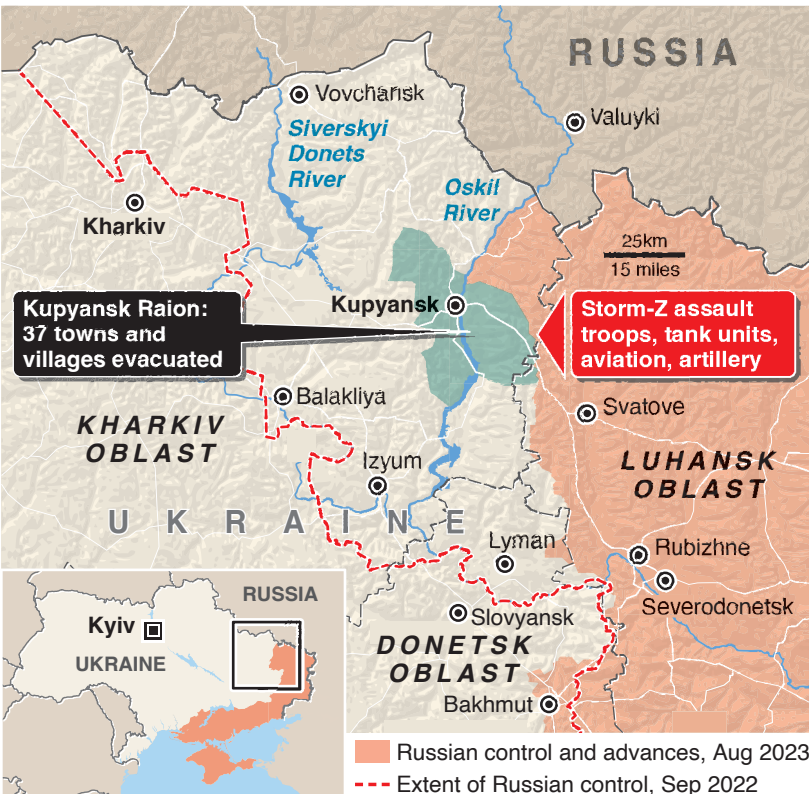 RUSSIA
Vovchansk
Valuyki
Siverskyi
Donets
River
Oskil
River
Kharkiv
25km
15 miles
Kupyansk Raion:
37 towns and
villages evacuated
Kupyansk
Storm-Z assault
troops, tank units,
aviation, artillery
Balakliya
Svatove
KHARKIV
OBLAST
Izyum
LUHANSK
OBLAST
UKRAINE
Lyman
Rubizhne
Severodonetsk
Slovyansk
DONETSK
OBLAST
Bakhmut
RUSSIA
Kyiv
UKRAINE
Russian control and advances, Aug 2023
Extent of Russian control, Sep 2022